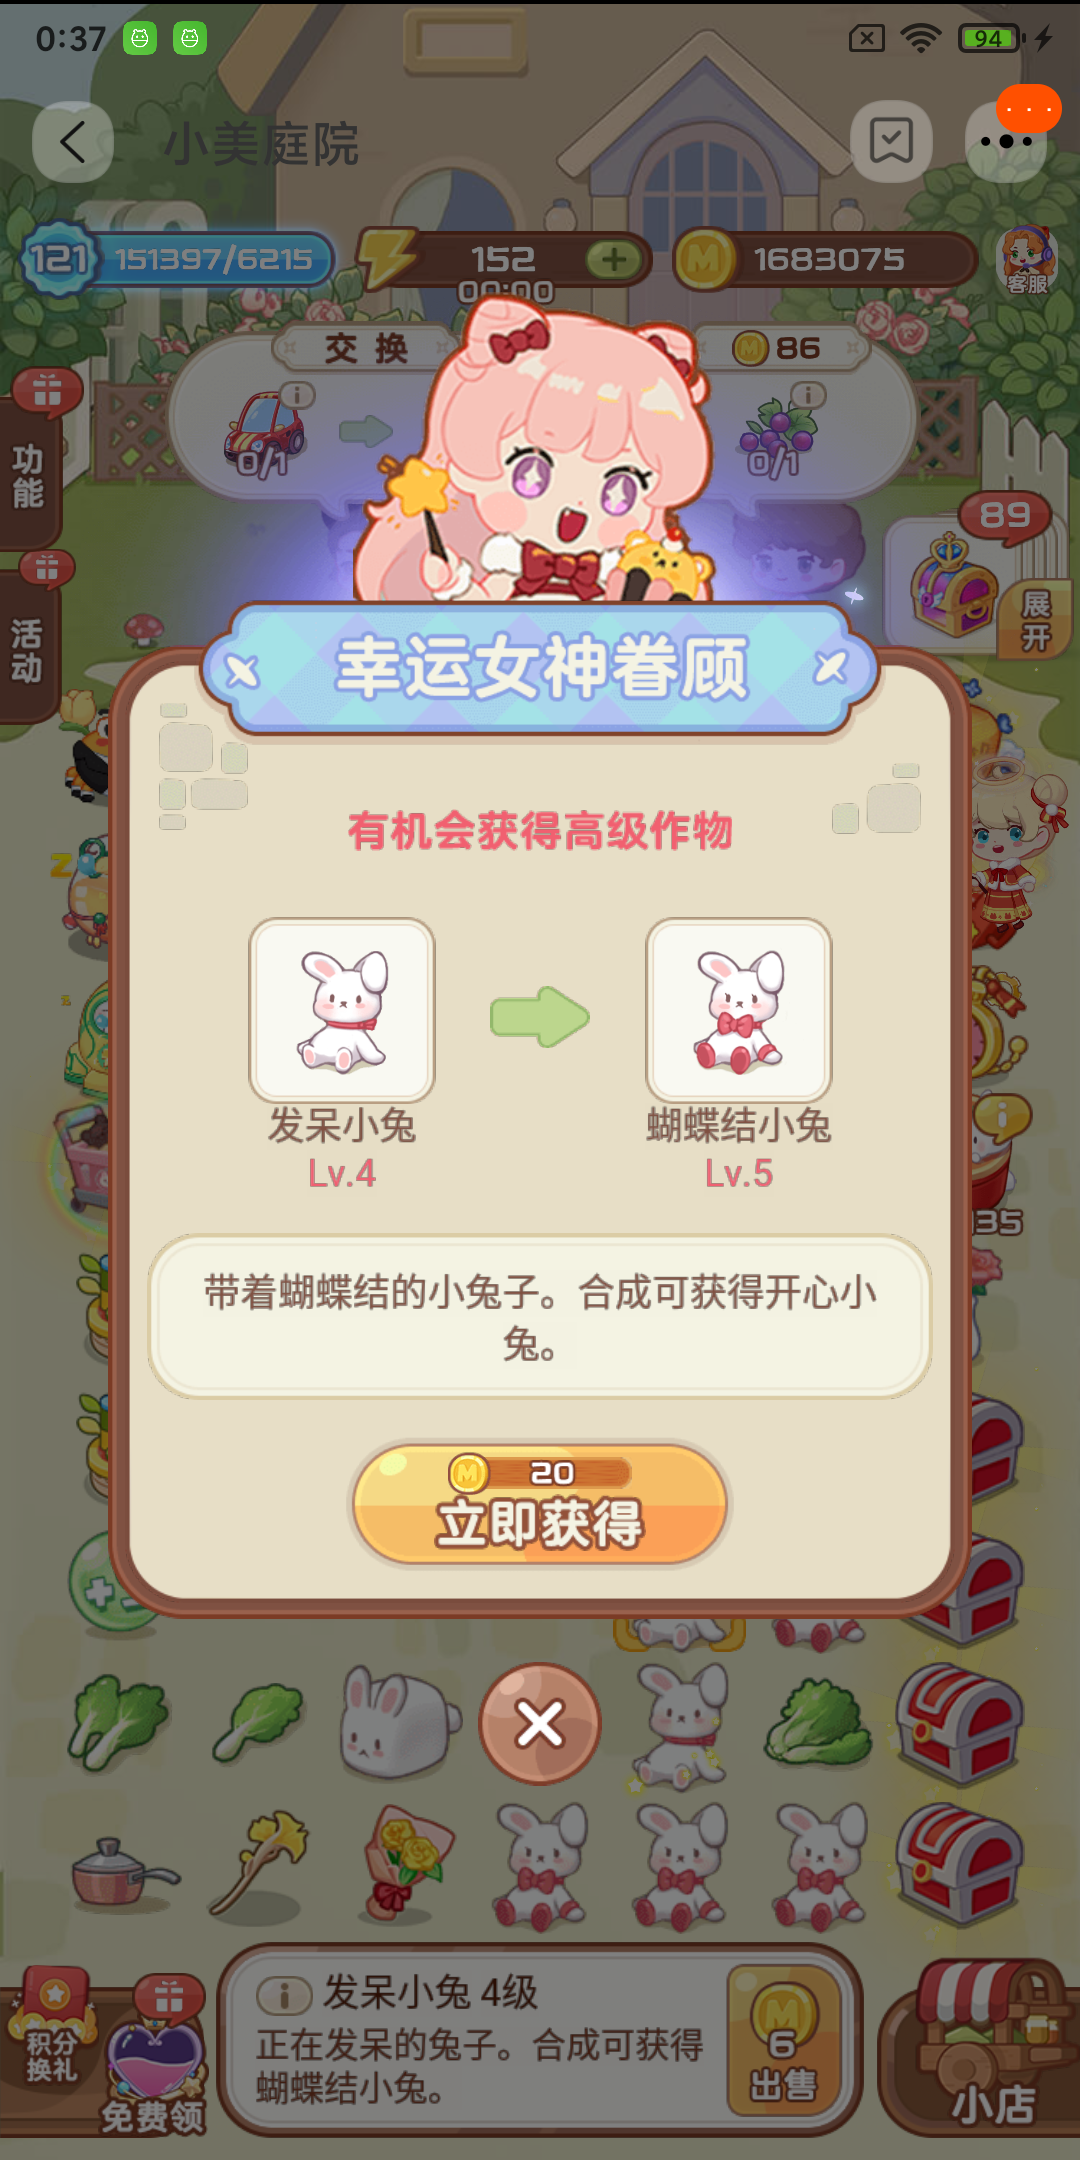 0:37
94
小美庭院
121
151397/6215
152
00:00
1683075
客服
交换
86
0/1
0/1
功能
89
展开
活动
幸运女神眷顾
有机会获得高级作物
发呆小兔
蝴蝶结小兔
Lv.4
Lv.5
带着蝴蝶结的小兔子。合成可获得开心小
兔。
20
立即获得
发呆小兔 4级
正在发呆的兔子。合成可获得
蝴蝶结小兔。
6
出售
积分
换礼
免费领
小店